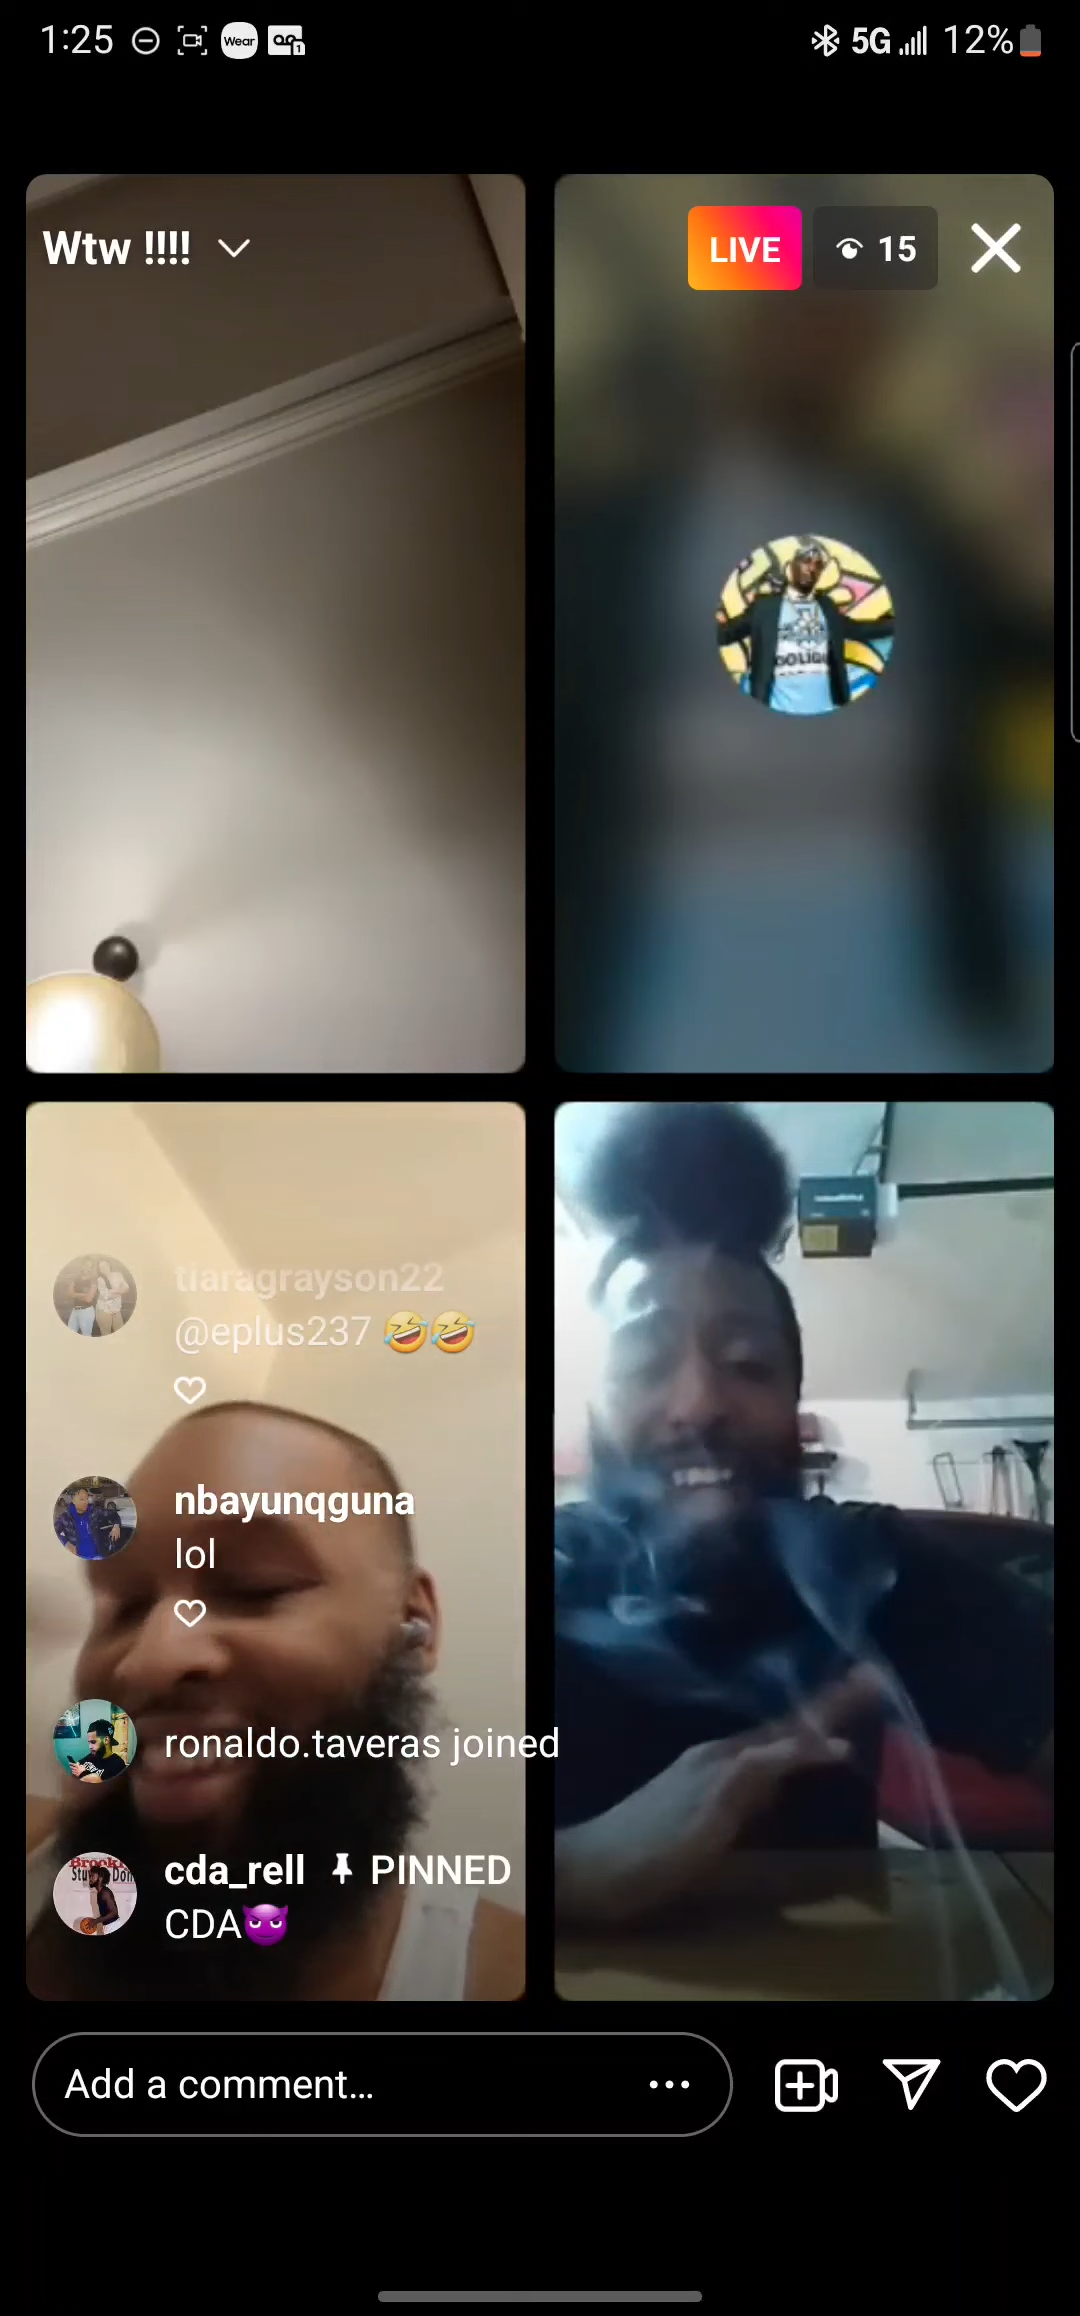 1:25
Wear
1
5G
12%
Wtw !!!!
LIVE
15
tiaragrayson22
@eplus237 🤣🤣
nbayunqguna
lol
ronaldo.taveras joined
cda_rell PINNED
CDA😈
Add a comment...